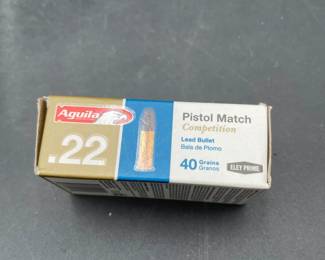 Aguila
.22
Pistol Match
Competition
Lead Bullet
Bala de Plomo
40 Grains
Granos
ELEY PRIME